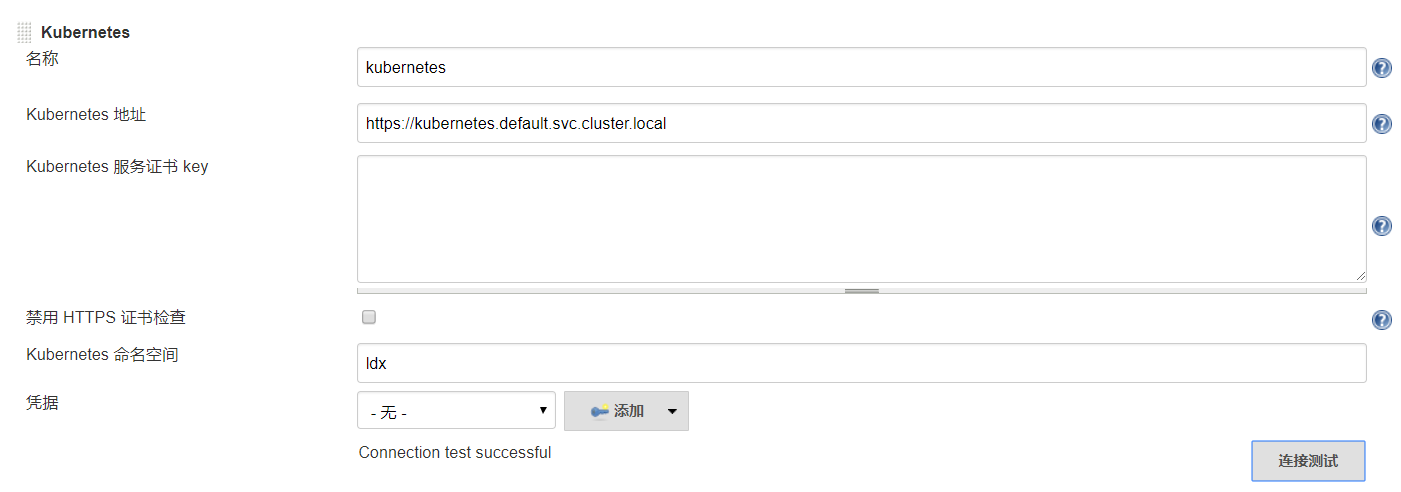 Kubernetes
名称
kubernetes
Kubernetes 地址
https://kubernetes.default.svc.cluster.local
Kubernetes 服务证书 key
禁用 HTTPS 证书检查
Kubernetes 命名空间
ldx
凭据
- 无 -
添加
Connection test successful
连接测试